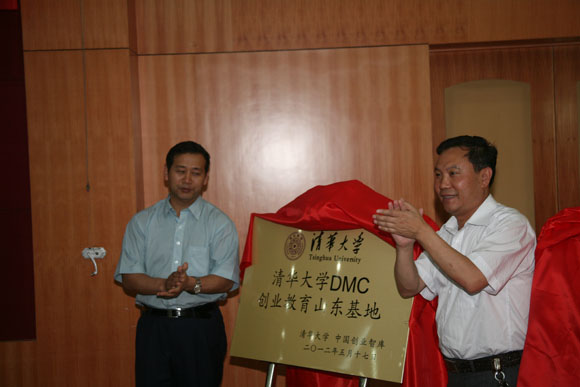 清华大学
Tsinghua University
清华大学DMC
创业教育山东基地
清华大学 中国创业智库
二〇一二年五月十七日